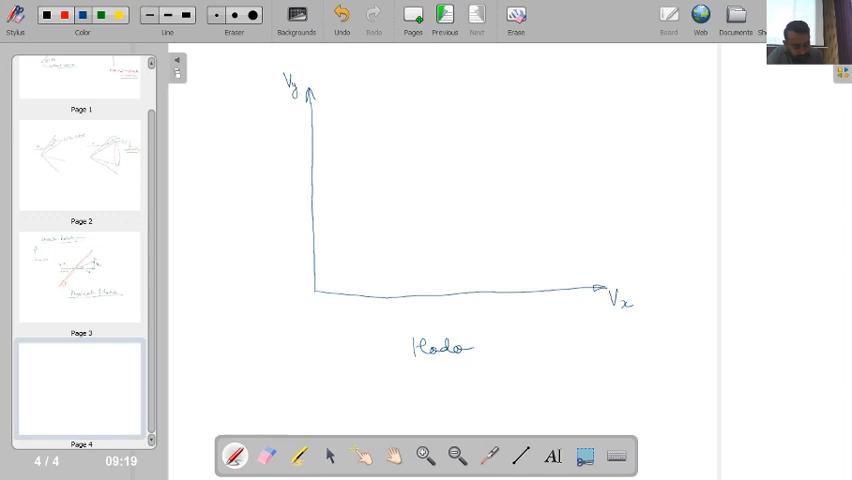 Stylus
Color
Line
Eraser
Backgrounds
Undo
Redo
Pages
Previous
Next
Erase
Board
Web
Documents
Page 1
Page 2
Page 3
Page 4
Vy
Vx
Hodo
4 / 4
09:19